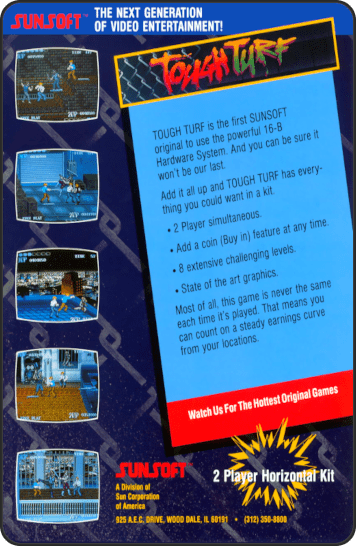 SUNSOFT™ THE NEXT GENERATION
OF VIDEO ENTERTAINMENT!
TOUGH TURF
TOUGH TURF is the first SUNSOFT
original to use the powerful 16-B
Hardware System. And you can be sure it
won't be our last.
Add it all up and TOUGH TURF has every-
thing you could want in a kit.
• 2 Player simultaneous.
• Add a coin (Buy in) feature at any time.
• 8 extensive challenging levels.
• State of the art graphics.
Most of all, this game is never the same
each time it's played. That means you
can count on a steady earnings curve
from your locations.
Watch Us For The Hottest Original Games
2 Player Horizontal Kit
SUNSOFT™
A Division of
Sun Corporation
of America
925 A.E.C. DRIVE, WOOD DALE, IL 60191 • (312) 350-8808